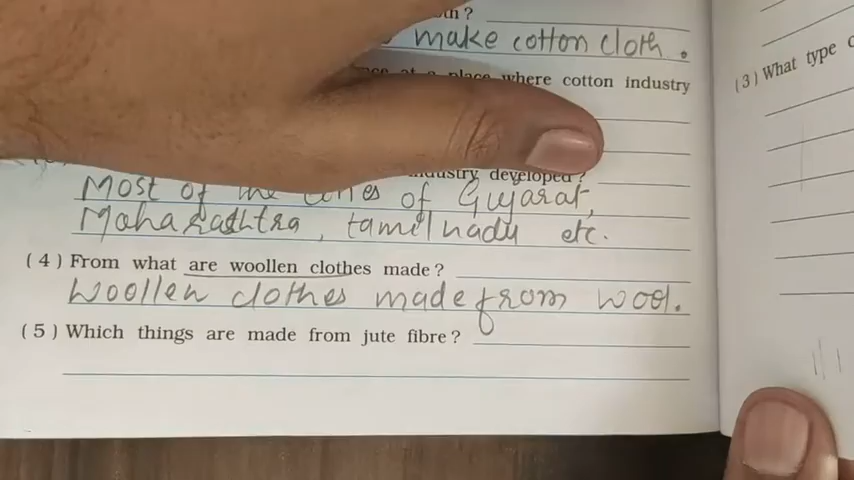 make cotton cloth.
place where cotton industry
(3) What type
industry developed?
Most of the cities of Gujarat,
Maharashtra, tamilnadu etc.
(4) From what are woollen clothes made?
Woollen clothes made from wool.
(5) Which things are made from jute fibre?